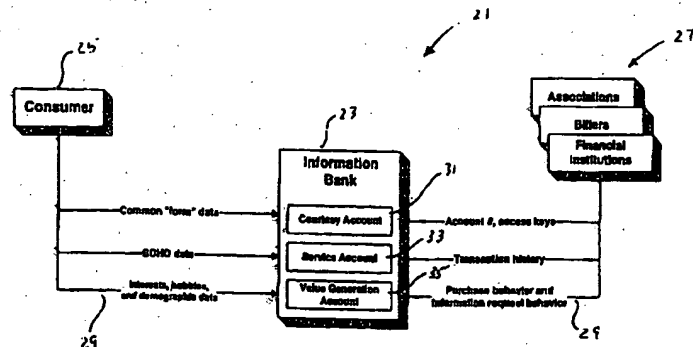 21
25
27
Consumer
Associations
Billers
Financial
Institutions
23
Information
Bank
31
Common "form" data
Courtesy Account
Account #, access keys
33
SOHO data
Service Account
Transaction history
35
Interests, hobbies,
and demographic data
Value Generation
Account
Purchase behavior and
information request behavior
29
29